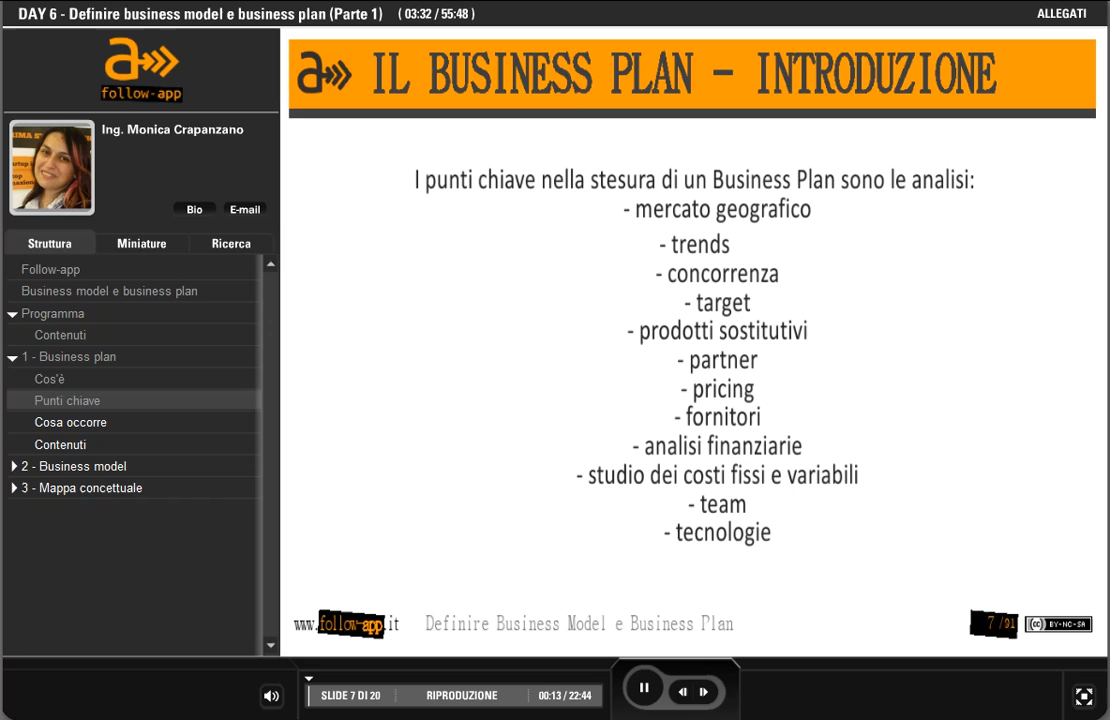 DAY 6 - Definire business model e business plan (Parte 1) ( 03:32 / 55:48 )
ALLEGATI
a
follow-app
Ing. Monica Crapanzano
Bio
E-mail
Struttura
Miniature
Ricerca
Follow-app
Business model e business plan
Programma
Contenuti
1 - Business plan
Cos'è
Punti chiave
Cosa occorre
Contenuti
2 - Business model
3 - Mappa concettuale
a IL BUSINESS PLAN - INTRODUZIONE
I punti chiave nella stesura di un Business Plan sono le analisi:
- mercato geografico
- trends
- concorrenza
- target
- prodotti sostitutivi
- partner
- pricing
- fornitori
- analisi finanziarie
- studio dei costi fissi e variabili
- team
- tecnologie
www.follow-app.it Definire Business Model e Business Plan
7 /91
(cc) BY-NC-SA
SLIDE 7 DI 20
RIPRODUZIONE
00:13 / 22:44